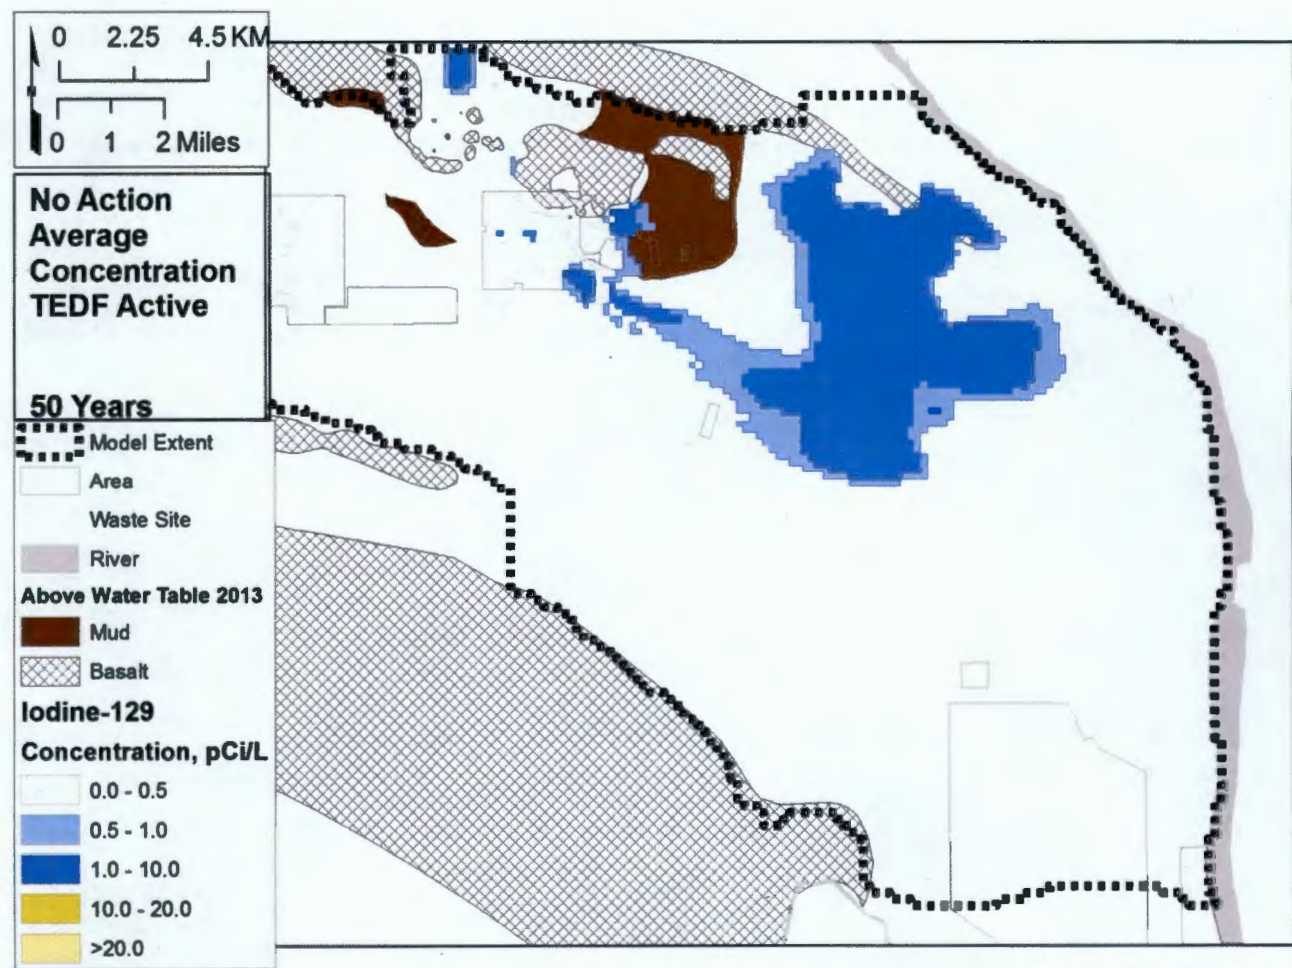 0 2.25 4.5 KM
0 1 2 Miles
No Action
Average
Concentration
TEDF Active
50 Years
Model Extent
Area
Waste Site
River
Above Water Table 2013
Mud
Basalt
Iodine-129
Concentration, pCi/L
0.0 - 0.5
0.5 - 1.0
1.0 - 10.0
10.0 - 20.0
>20.0